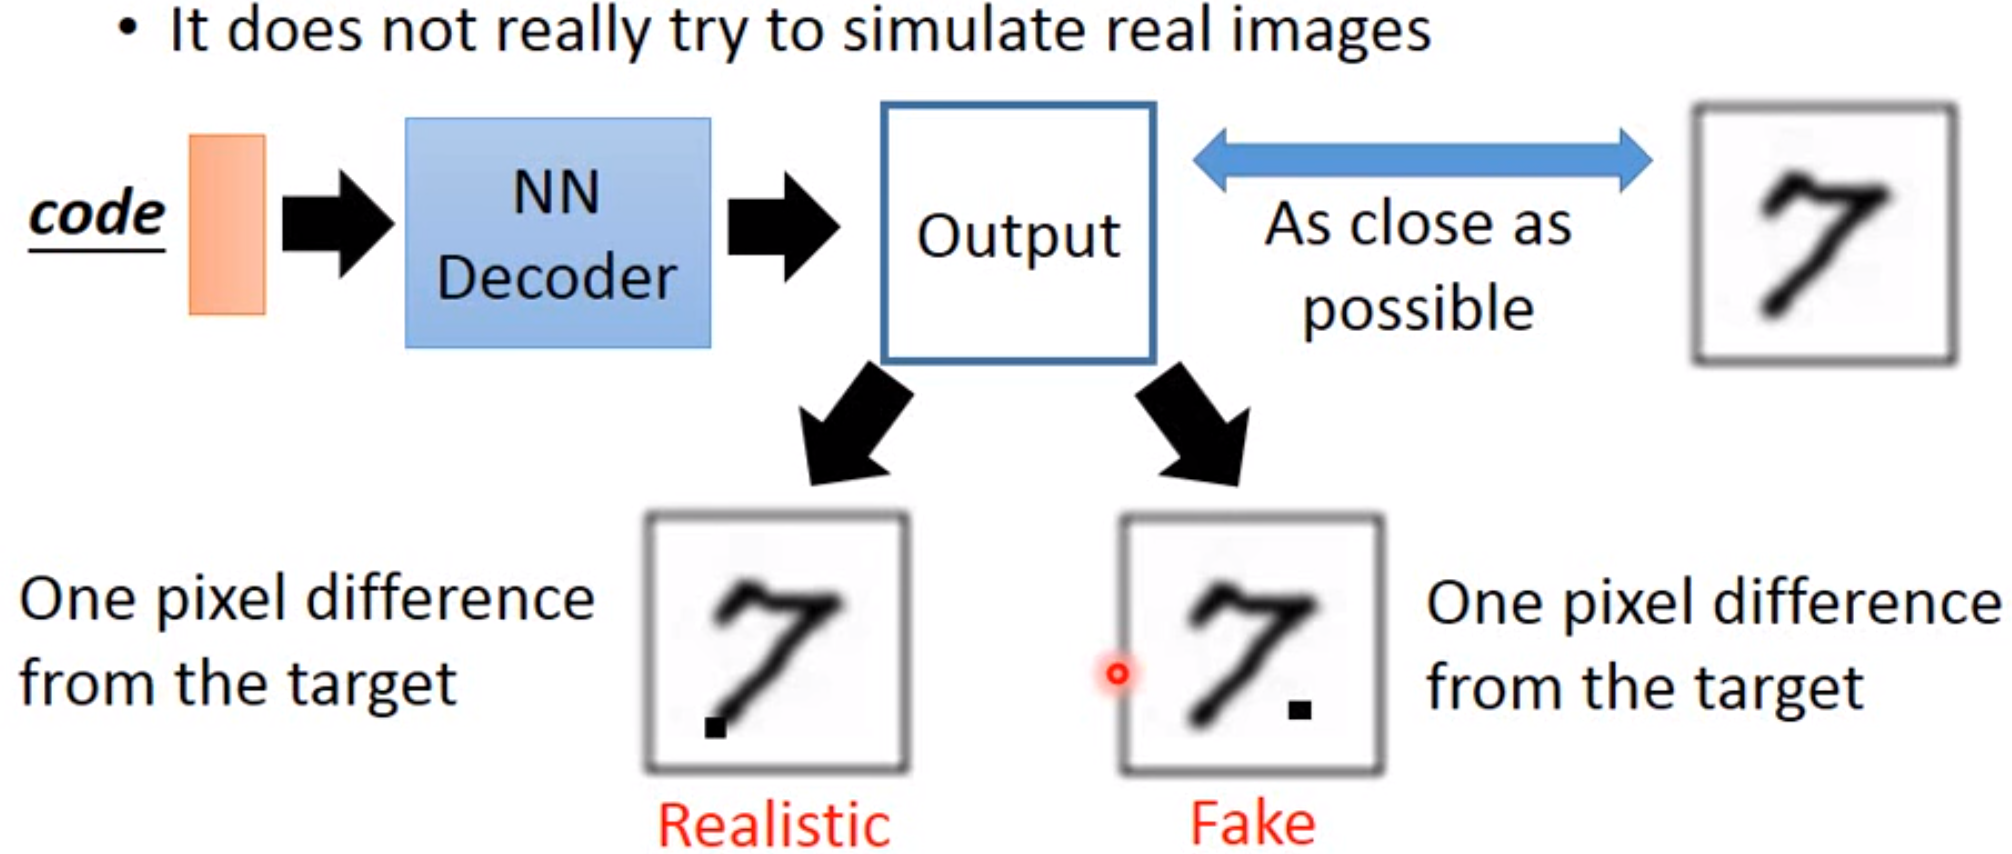 • It does not really try to simulate real images
code
NN
Decoder
Output
As close as
possible
7
One pixel difference
from the target
7
Realistic
7
Fake
One pixel difference
from the target